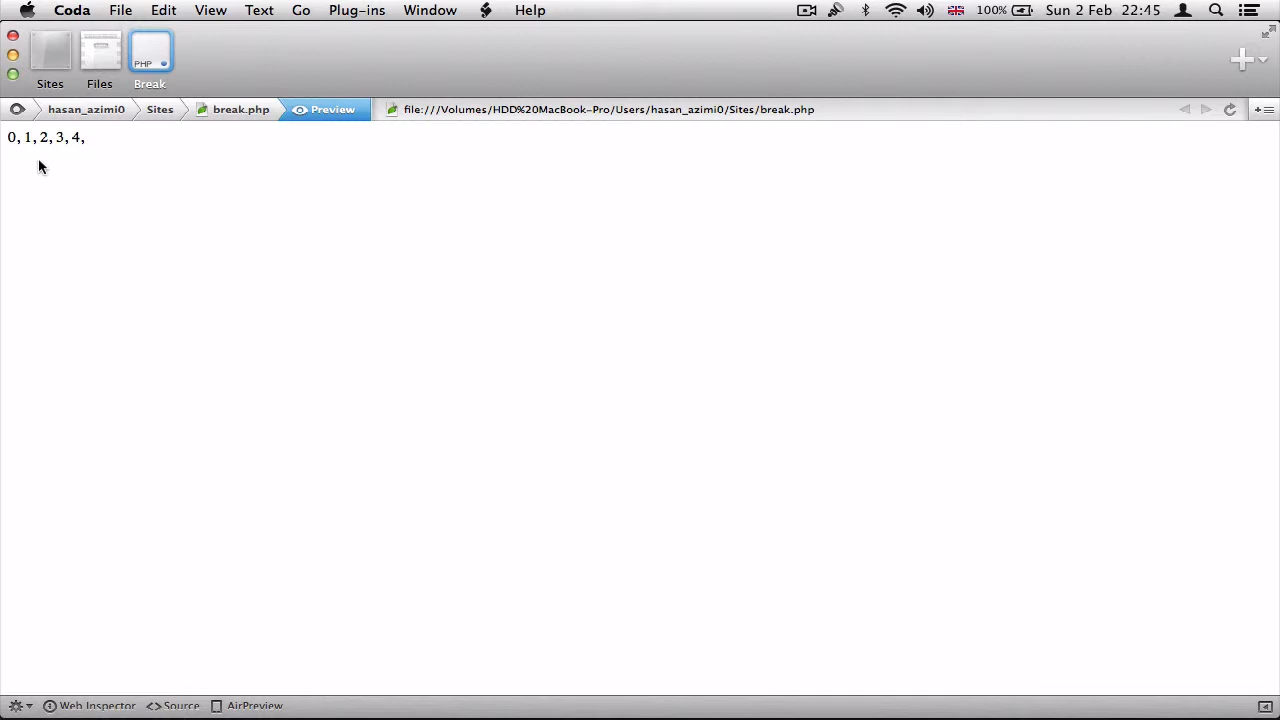 Coda File Edit View Text Go Plug-ins Window Help 100% Sun 2 Feb 22:45
PHP
Sites Files Break
hasan_azimi0 Sites break.php Preview file:///Volumes/HDD%20MacBook-Pro/Users/hasan_azimi0/Sites/break.php
0, 1, 2, 3, 4,
Web Inspector Source AirPreview